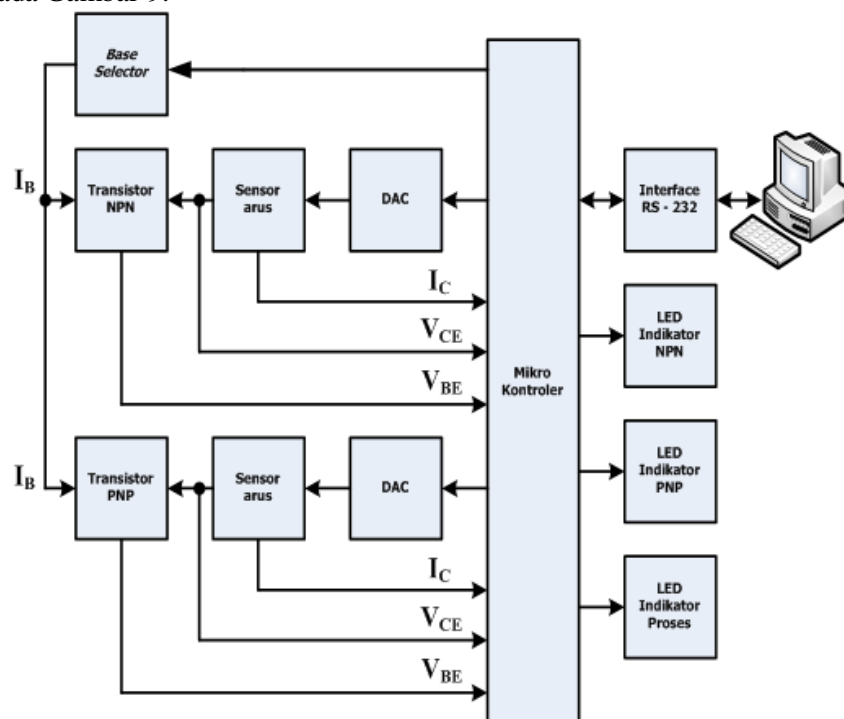 ada Gambar 9.
Base
Selector
I_B
Transistor
NPN
Sensor
arus
DAC
I_C
V_CE
V_BE
I_B
Transistor
PNP
Sensor
arus
DAC
I_C
V_CE
V_BE
Mikro
Kontroler
Interface
RS - 232
LED
Indikator
NPN
LED
Indikator
PNP
LED
Indikator
Proses